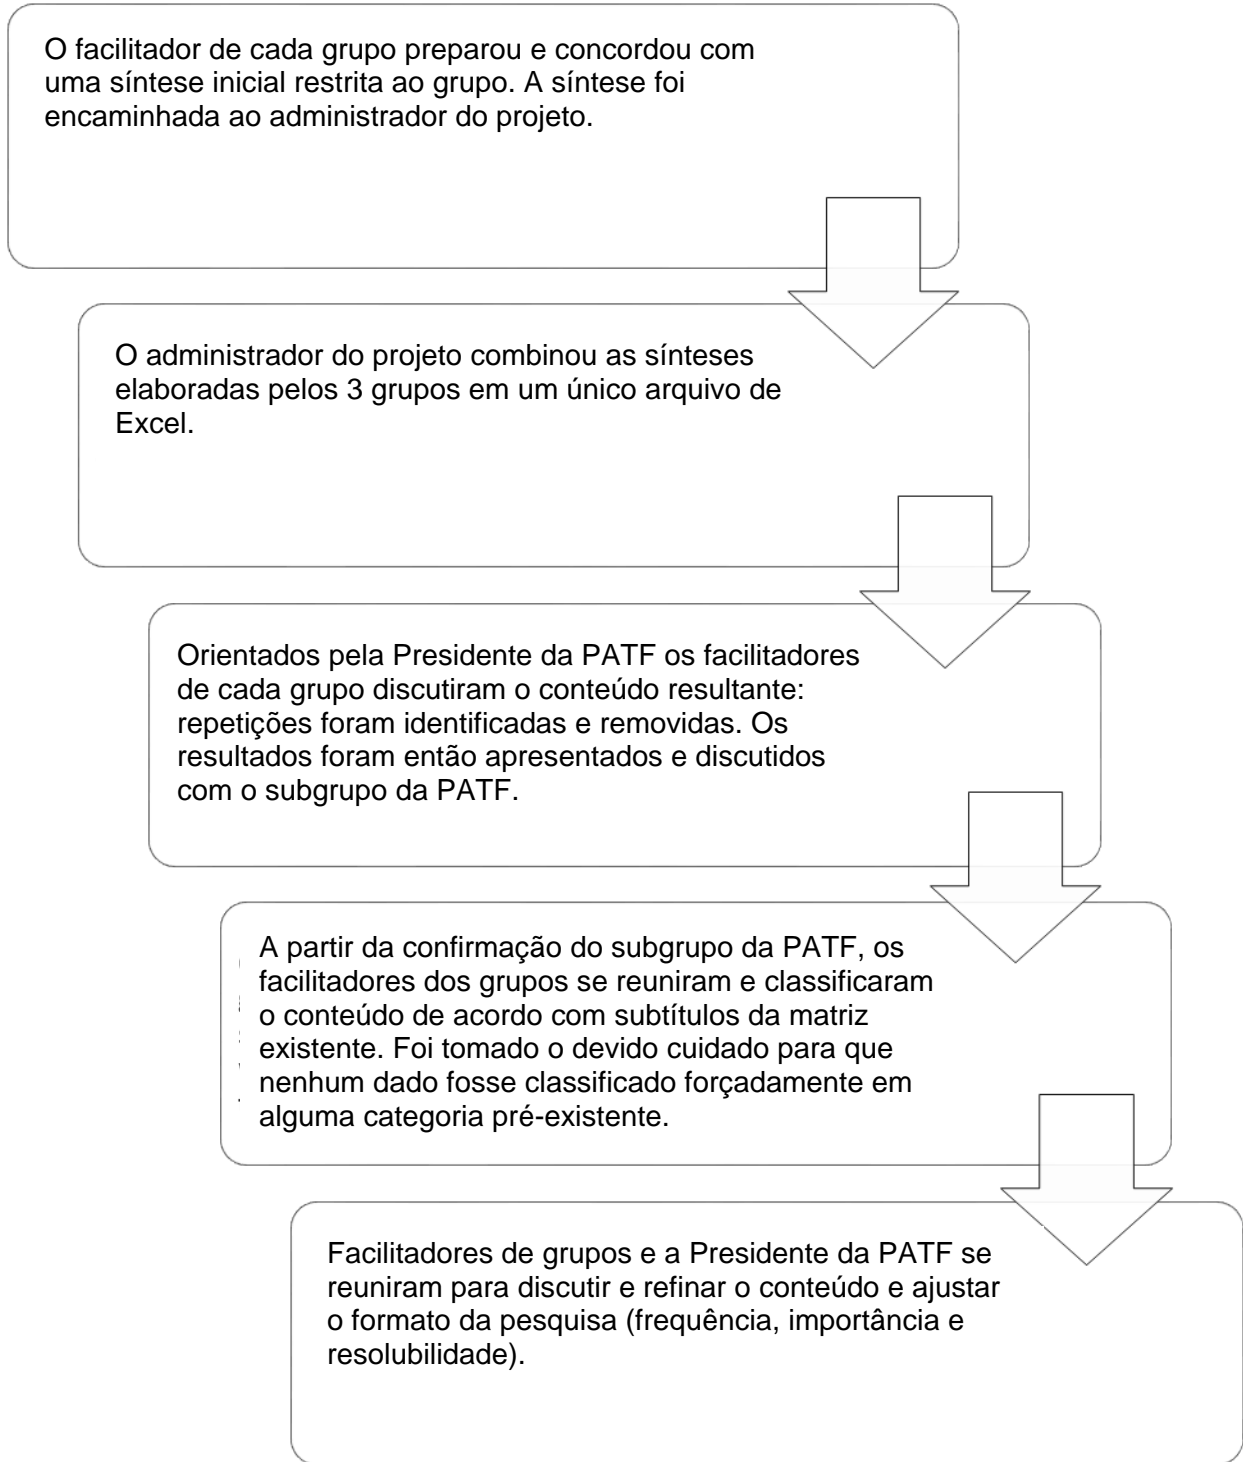 O facilitador de cada grupo preparou e concordou com
uma síntese inicial restrita ao grupo. A síntese foi
encaminhada ao administrador do projeto.
O administrador do projeto combinou as sínteses
elaboradas pelos 3 grupos em um único arquivo de
Excel.
Orientados pela Presidente da PATF os facilitadores
de cada grupo discutiram o conteúdo resultante:
repetições foram identificadas e removidas. Os
resultados foram então apresentados e discutidos
com o subgrupo da PATF.
A partir da confirmação do subgrupo da PATF, os
facilitadores dos grupos se reuniram e classificaram
o conteúdo de acordo com subtítulos da matriz
existente. Foi tomado o devido cuidado para que
nenhum dado fosse classificado forçadamente em
alguma categoria pré-existente.
Facilitadores de grupos e a Presidente da PATF se
reuniram para discutir e refinar o conteúdo e ajustar
o formato da pesquisa (frequência, importância e
resolubilidade).